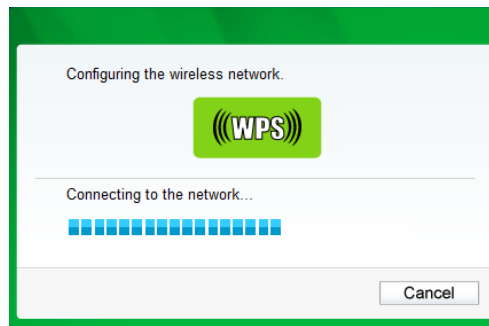 Configuring the wireless network.
WPS
Connecting to the network...
Cancel